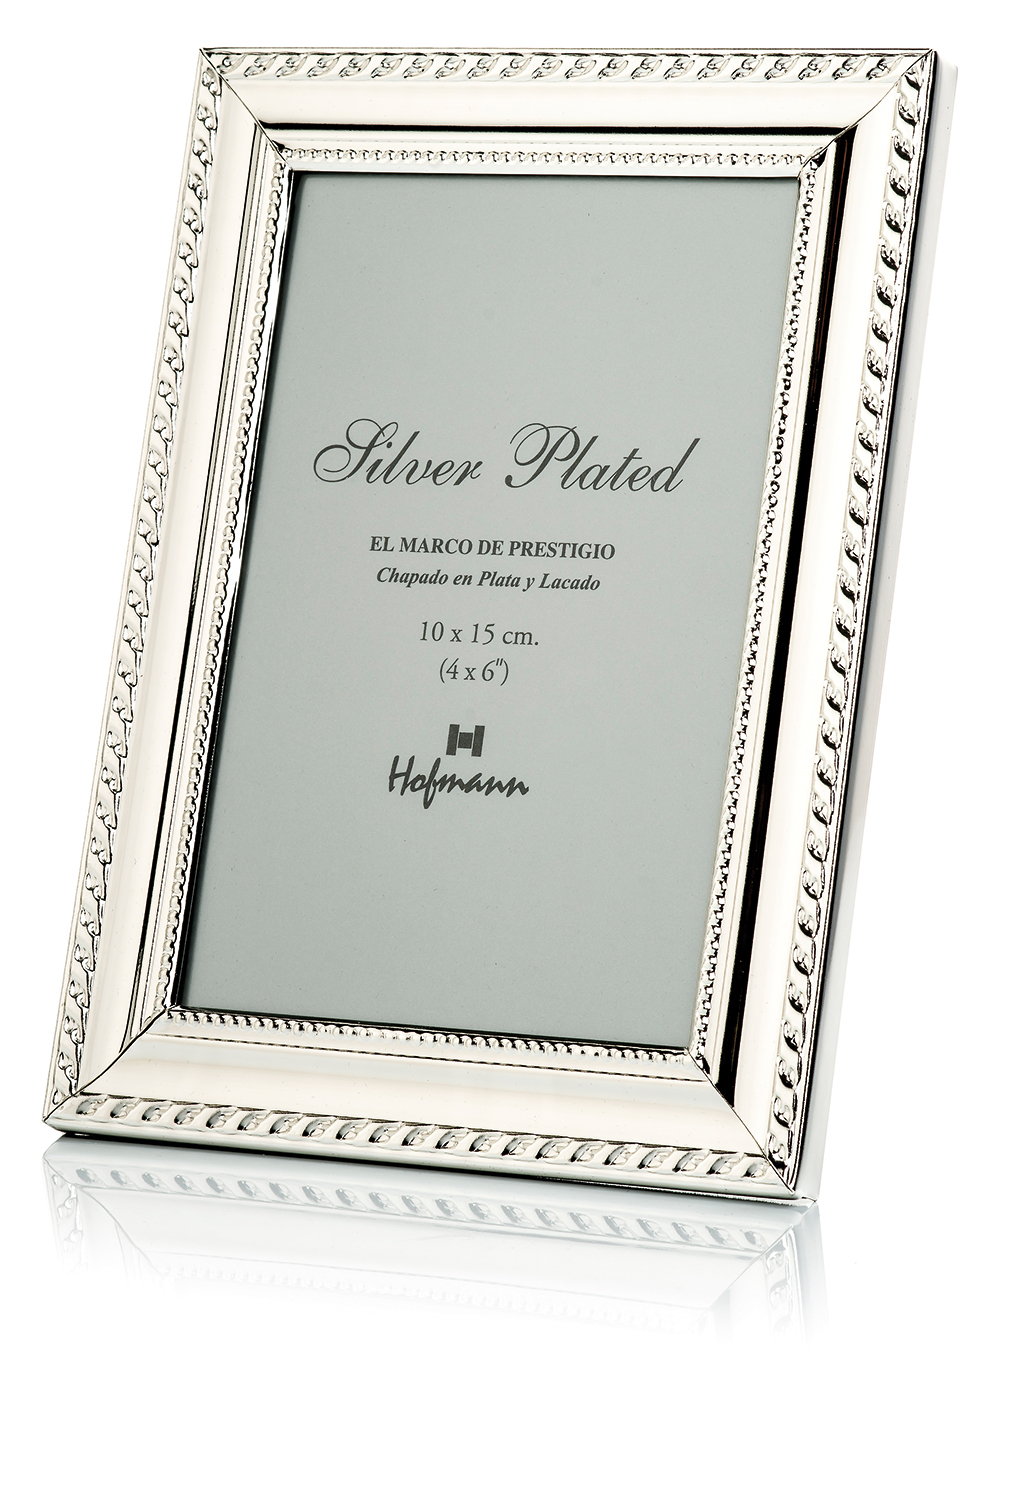 Silver Plated
EL MARCO DE PRESTIGIO
Chapado en Plata y Lacado
10 x 15 cm.
(4 x 6")
Hofmann